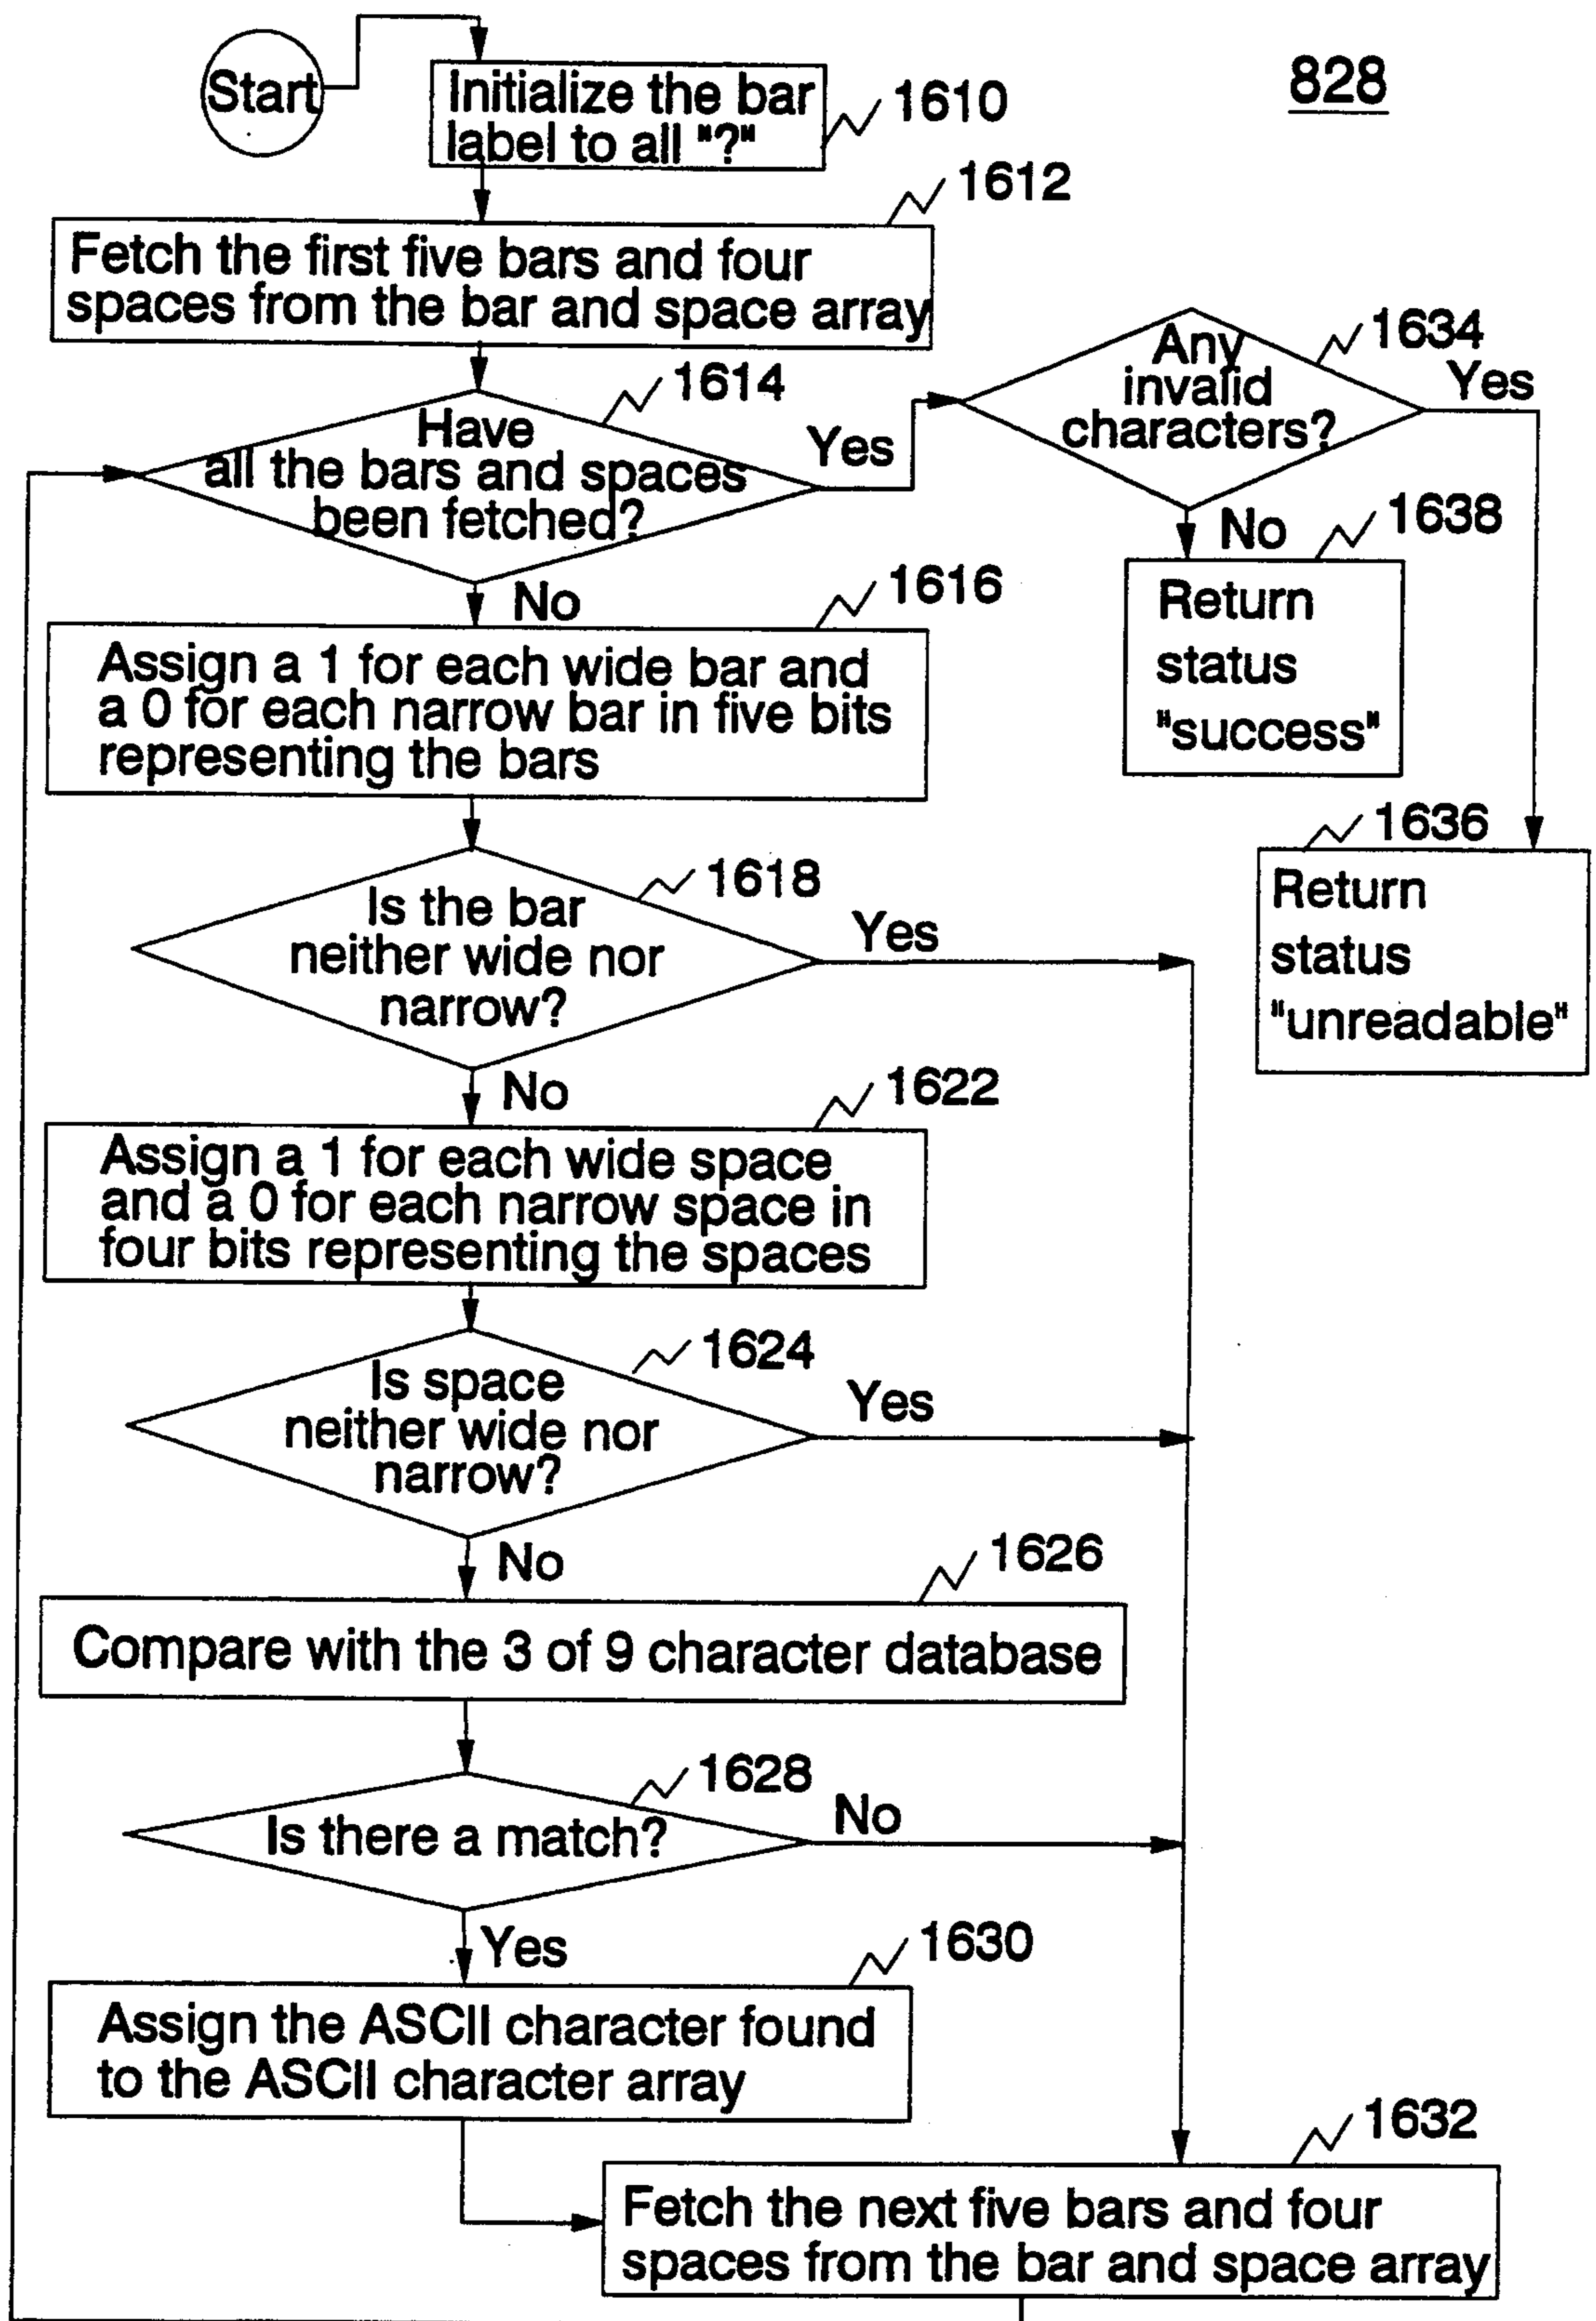 828
Start
Initialize the bar
label to all "?"
1610
1612
Fetch the first five bars and four
spaces from the bar and space array
1614
Have
all the bars and spaces
been fetched?
Yes
1634
Any
invalid
characters?
Yes
No
1638
Return
status
"success"
1636
Return
status
"unreadable"
No
1616
Assign a 1 for each wide bar and
a 0 for each narrow bar in five bits
representing the bars
1618
Is the bar
neither wide nor
narrow?
Yes
No
1622
Assign a 1 for each wide space
and a 0 for each narrow space in
four bits representing the spaces
1624
Is space
neither wide nor
narrow?
Yes
No
1626
Compare with the 3 of 9 character database
1628
Is there a match?
No
Yes
1630
Assign the ASCII character found
to the ASCII character array
1632
Fetch the next five bars and four
spaces from the bar and space array